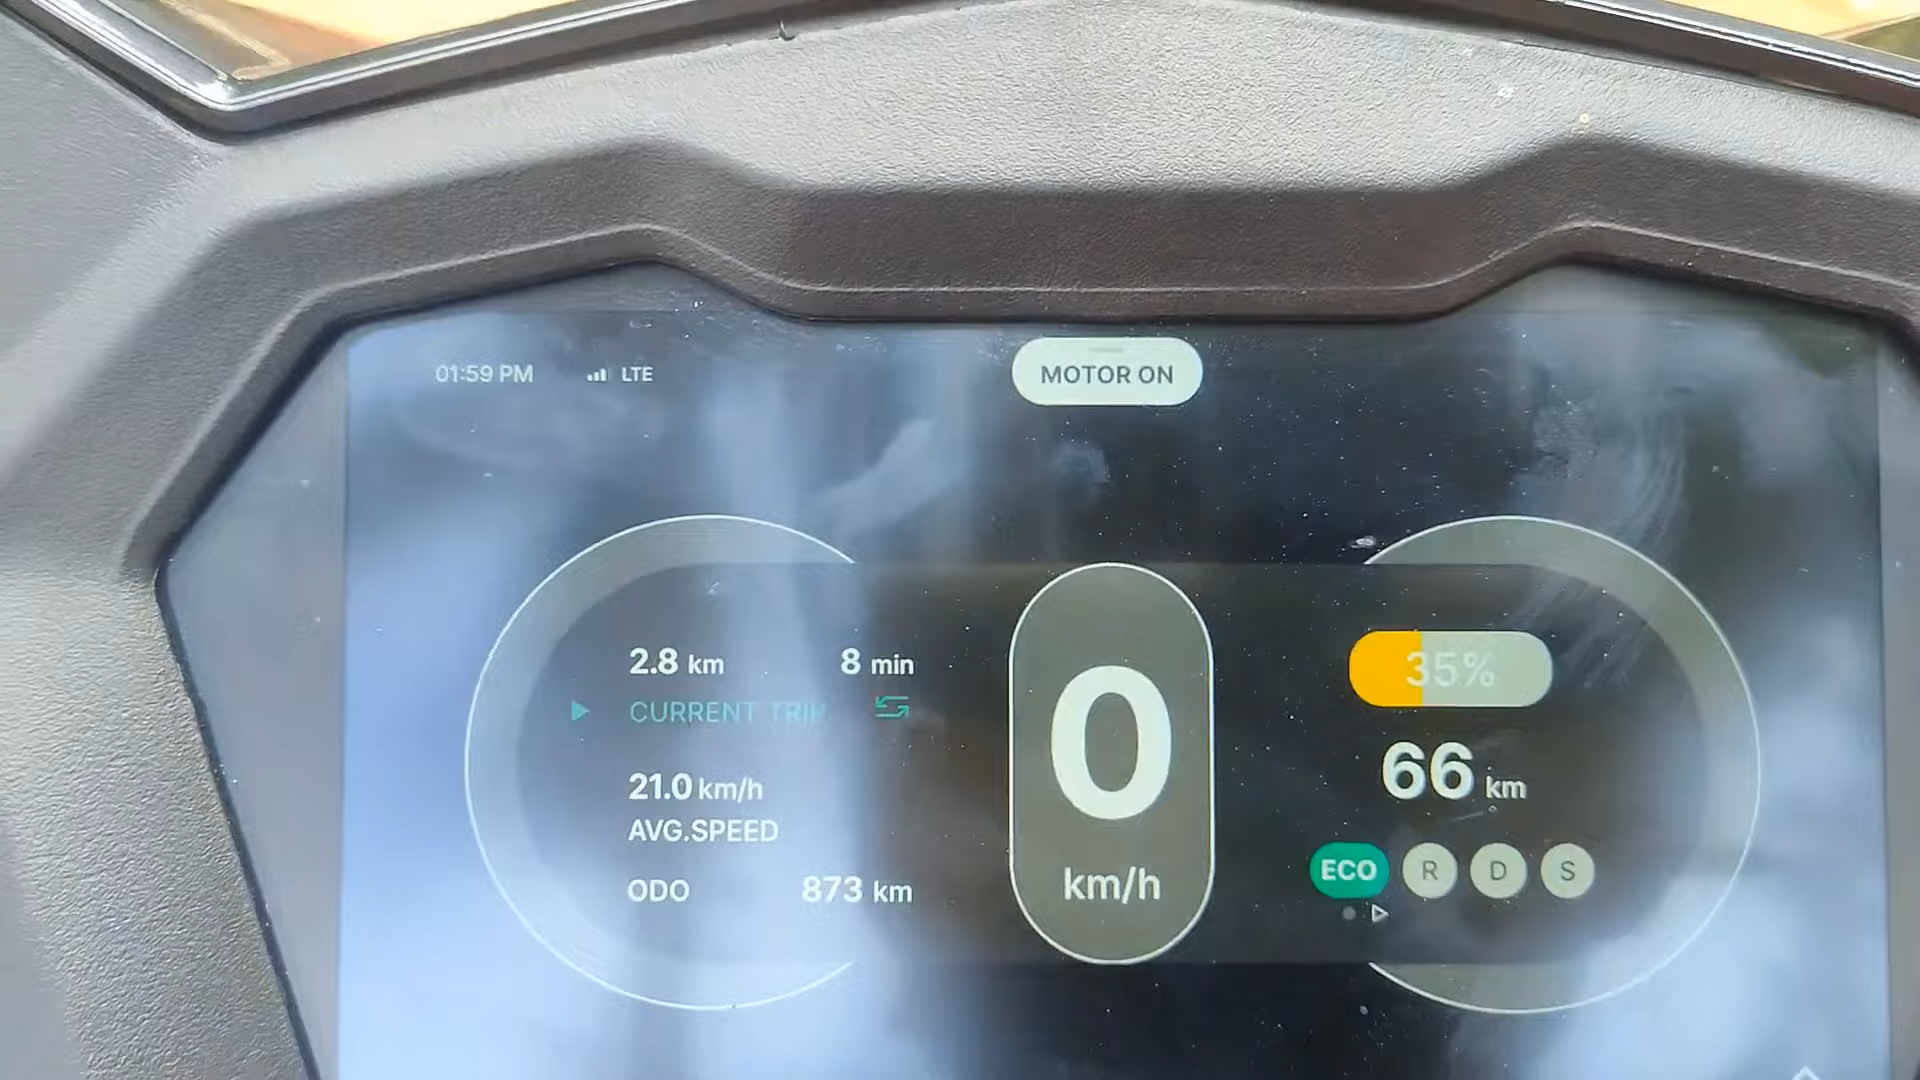 01:59 PM LTE
MOTOR ON
2.8 km 8 min
CURRENT TRIP
21.0 km/h
AVG.SPEED
ODO 873 km
0
km/h
35%
66 km
ECO R D S